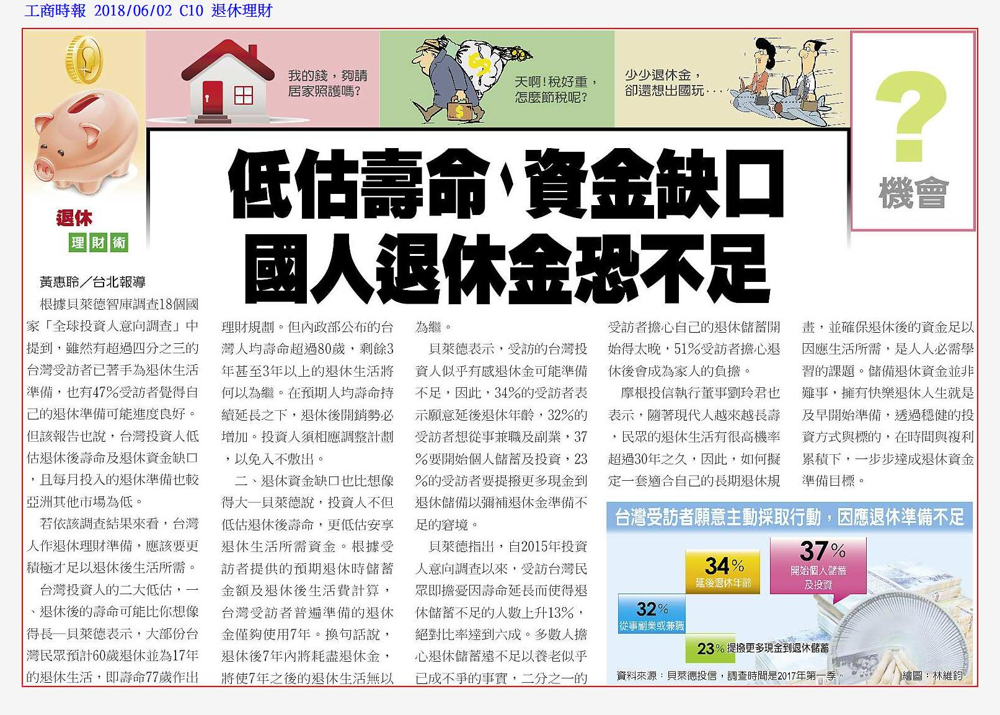 工商時報 2018/06/02 C10 退休理財
我的錢，夠請
居家照護嗎?
天啊!稅好重，
怎麼節稅呢?
少少退休金，
卻還想出國玩…
?
機會
退休
理財術
低估壽命、資金缺口
國人退休金恐不足
黃惠聆／台北報導
根據貝萊德智庫調查18個國
家「全球投資人意向調查」中
提到，雖然有超過四分之三的
台灣受訪者已著手為退休生活
準備，也有47%受訪者覺得自
己的退休準備可能進度良好。
但該報告也說，台灣投資人低
估退休後壽命及退休資金缺口
，且每月投入的退休準備也較
亞洲其他市場為低。
若依該調查結果來看，台灣
人作退休理財準備，應該要更
積極才足以退休後生活所需。
台灣投資人的二大低估，一
、退休後的壽命可能比你想像
得長─貝萊德表示，大部份台
灣民眾預計60歲退休並為17年
的退休生活，即壽命77歲作出
理財規劃。但內政部公布的台
灣人均壽命超過80歲，剩餘3
年甚至3年以上的退休生活將
何以為繼。在預期人均壽命持
續延長之下，退休後開銷勢必
增加。投資人須相應調整計劃
，以免入不敷出。
二、退休資金缺口也比想像
得大─貝萊德說，投資人不但
低估退休後壽命，更低估安享
退休生活所需資金。根據受
訪者提供的預期退休時儲蓄
金額及退休後生活費計算，
台灣受訪者普遍準備的退休
金僅夠使用7年。換句話說，
退休後7年內將耗盡退休金，
將使7年之後的退休生活無以
為繼。
貝萊德表示，受訪的台灣投
資人似乎有感退休金可能準備
不足，因此，34%的受訪者表
示願意延後退休年齡，32%的
受訪者想從事兼職及副業，37
%要開始個人儲蓄及投資，23
%的受訪者要提撥更多現金到
退休儲備以彌補退休金準備不
足的窘境。
貝萊德指出，自2015年投資
人意向調查以來，受訪台灣民
眾即擔憂因壽命延長而使得退
休儲蓄不足的人數上升13%，
絕對比率達到六成。多數人擔
心退休儲蓄遠不足以養老似乎
已成不爭的事實，二分之一的
受訪者擔心自己的退休儲蓄開
始得太晚，51%受訪者擔心退
休後會成為家人的負擔。
摩根投信執行董事劉玲君也
表示，隨著現代人越來越長壽
，民眾的退休生活有很高機率
超過30年之久，因此，如何擬
定一套適合自己的長期退休規
畫，並確保退休後的資金足以
因應生活所需，是人人必需學
習的課題。儲備退休資金並非
難事，擁有快樂退休人生就是
及早開始準備，透過穩健的投
資方式與標的，在時間與複利
累積下，一步步達成退休資金
準備目標。
台灣受訪者願意主動採取行動，因應退休準備不足
37%
開始個人儲蓄
及投資
34%
延後退休年齡
32%
從事副業或兼職
23%提撥更多現金到退休儲蓄
資料來源：貝萊德投信，調查時間是2017年第一季。
繪圖：林維鈞